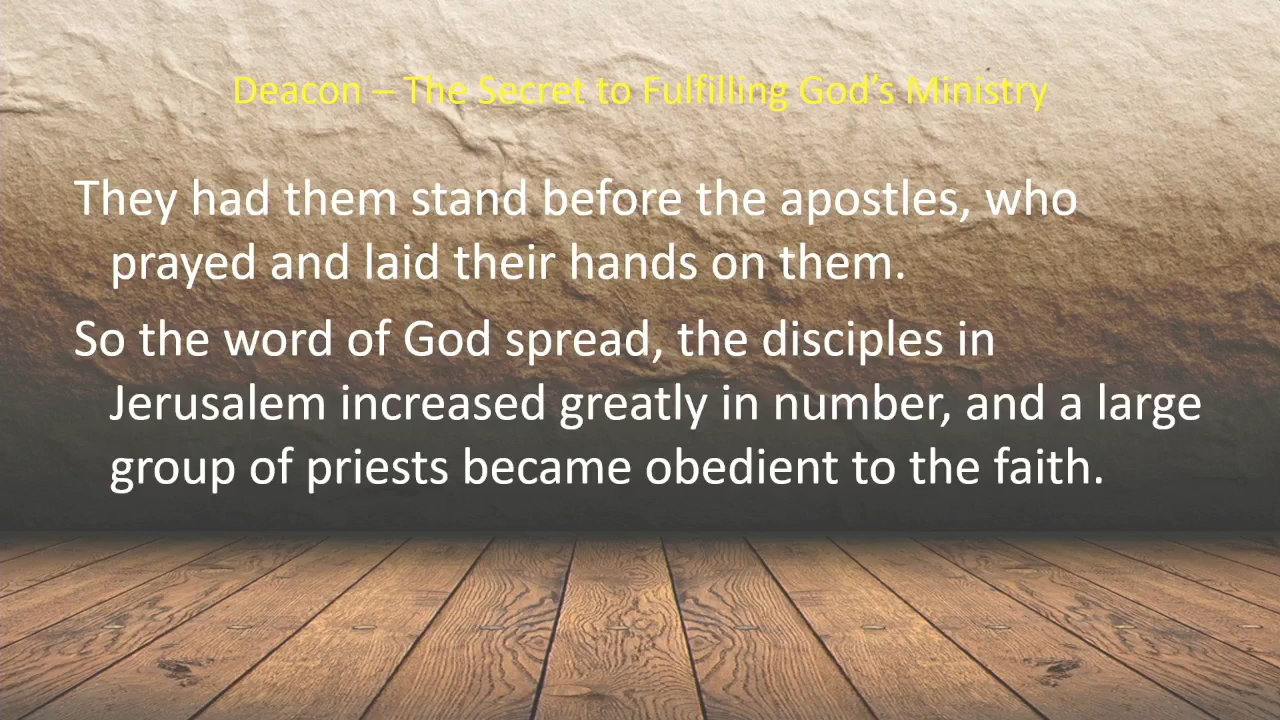 Deacon – The Secret to Fulfilling God's Ministry
They had them stand before the apostles, who
prayed and laid their hands on them.
So the word of God spread, the disciples in
Jerusalem increased greatly in number, and a large
group of priests became obedient to the faith.